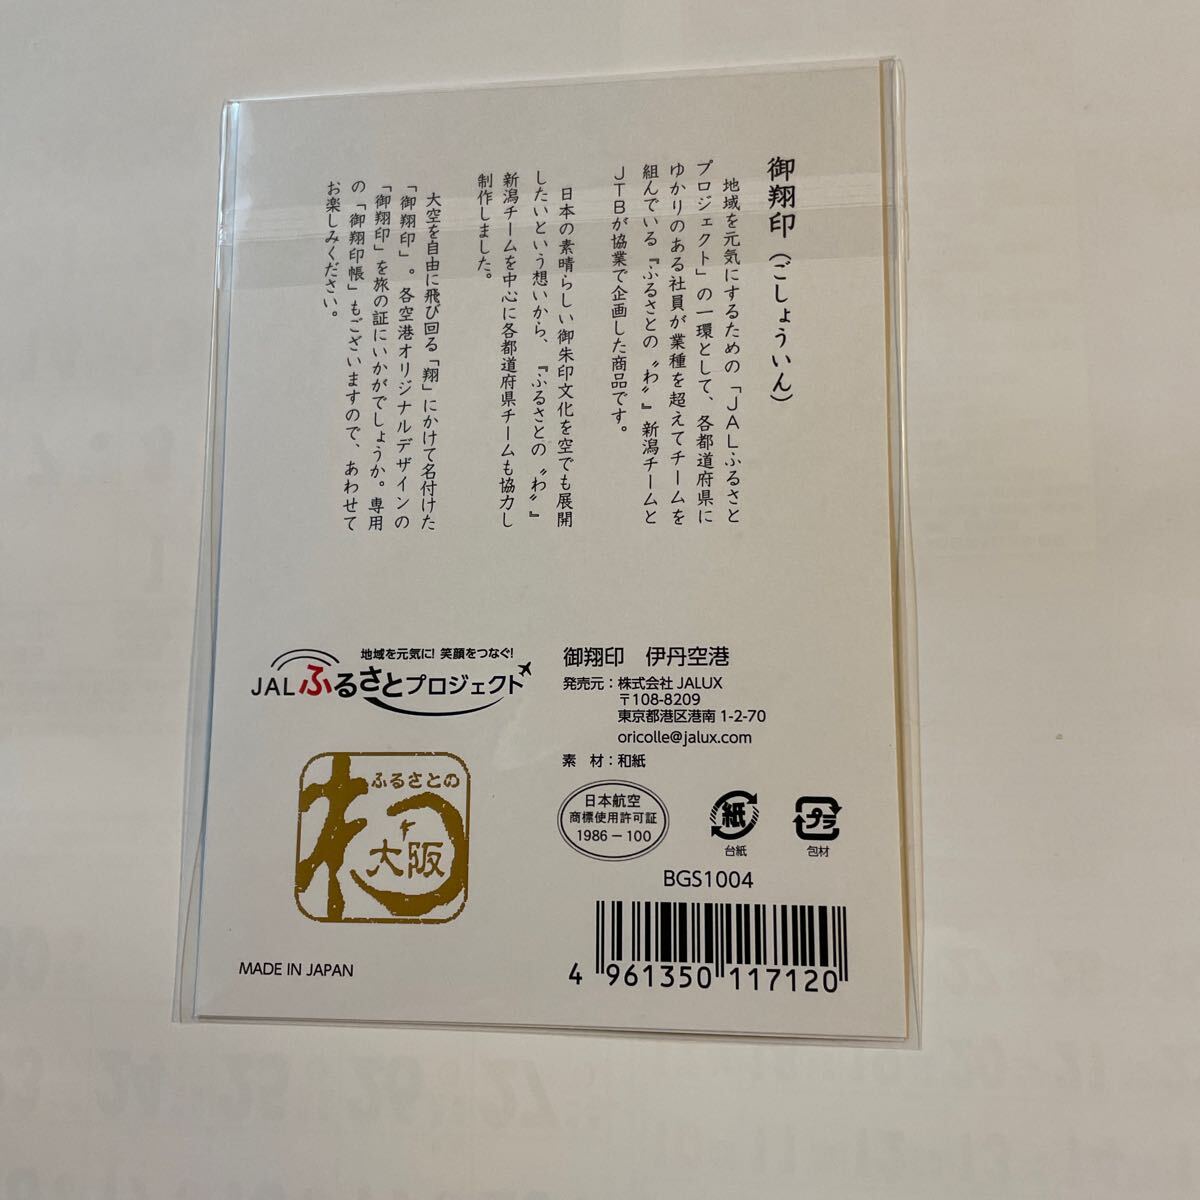 御翔印(ごしょういん)
地域を元気にするための「JALふるさと
プロジェクト」の一環として、各都道府県に
ゆかりのある社員が業種を超えてチームを
組んでいる『ふるさとの〝わ〟』新潟チームと
JTBが協業で企画した商品です。
日本の素晴らしい御朱印文化を空でも展開
したいという想いから、『ふるさとの〝わ〟』
新潟チームを中心に各都道府県チームも協力し
制作しました。
大空を自由に飛び回る「翔」にかけて名付けた
「御翔印」。各空港オリジナルデザインの
「御翔印」を旅の証にいかがでしょうか。専用
の「御翔印帳」もございますので、あわせて
お楽しみください。
地域を元気に! 笑顔をつなぐ!
JALふるさとプロジェクト
ふるさとの
大阪
MADE IN JAPAN
御翔印 伊丹空港
発売元:株式会社 JALUX
〒108-8209
東京都港区港南 1-2-70
oricolle@jalux.com
素 材:和紙
日本航空
商標使用許可証
1986-100
紙
台紙
プラ
包材
BGS1004
4 961350 117120